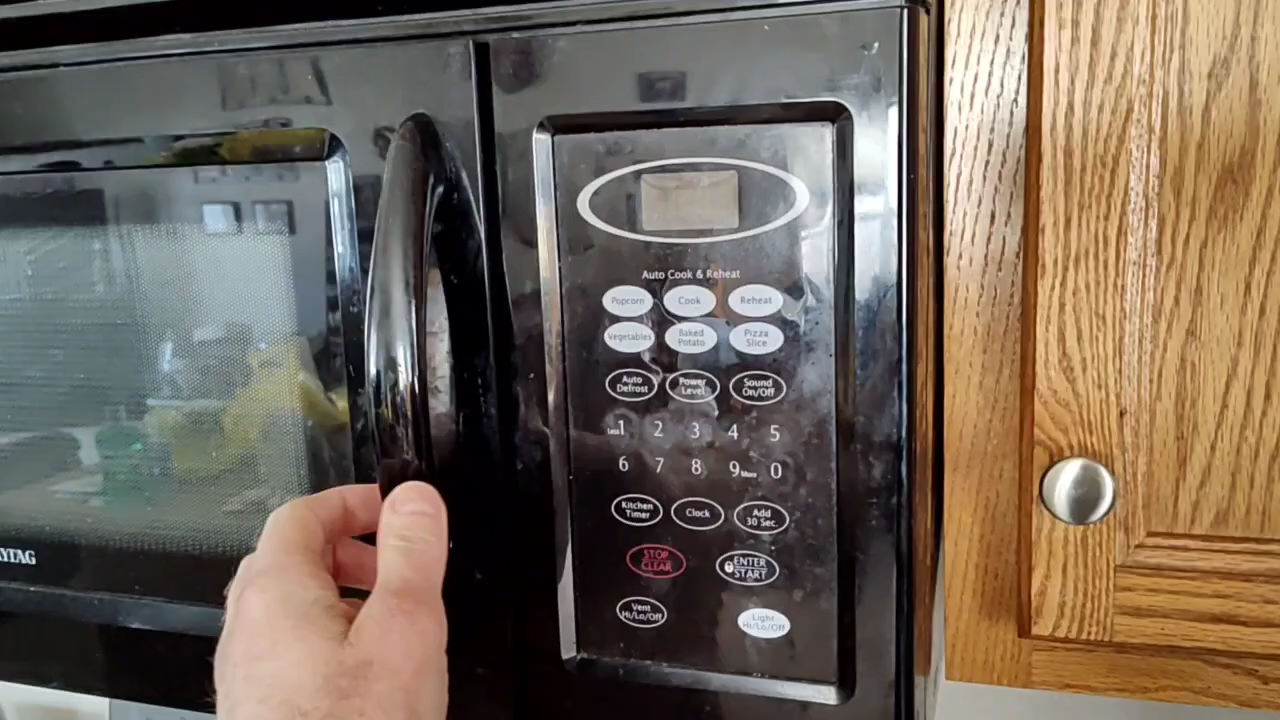 Auto Cook & Reheat
Popcorn Cook Reheat
Vegetables Baked Potato Pizza Slice
Auto Defrost Power Level Sound On/Off
Less 1 2 3 4 5
6 7 8 9 More 0
Kitchen Timer Clock Add 30 Sec.
STOP CLEAR ENTER START
Vent Hi/Lo/Off Light Hi/Lo/Off
YTAG